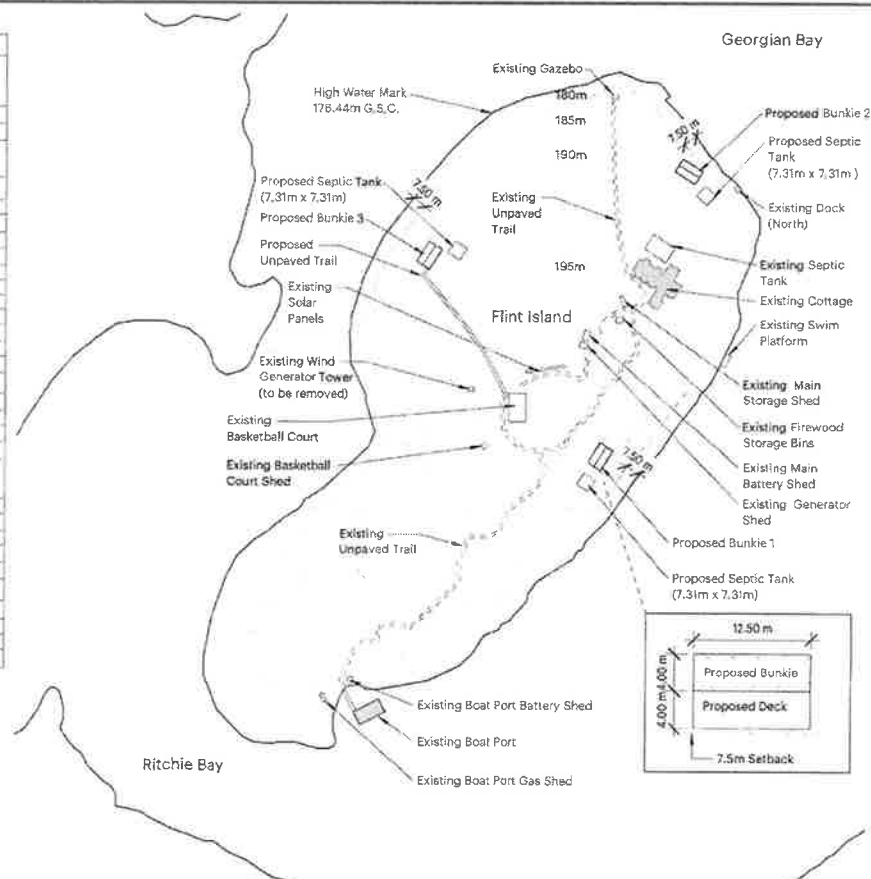 Georgian Bay
Existing Gazebo
High Water Mark
176.44m G.S.C.
180m
185m
190m
195m
7.50 m
Proposed Bunkie 2
Proposed Septic
Tank
(7.31m x 7.31m )
Existing Dock
(North)
7.50 m
Proposed Septic Tank
(7.31m x 7.31m)
Proposed Bunkie 3
Proposed
Unpaved Trail
Existing
Unpaved
Trail
Existing Septic
Tank
Existing Cottage
Existing Swim
Platform
Existing
Solar
Panels
Flint Island
Existing Wind
Generator Tower
(to be removed)
Existing Main
Storage Shed
Existing Firewood
Storage Bins
Existing
Basketball Court
Existing Basketball
Court Shed
7.50 m
Existing Main
Battery Shed
Existing Generator
Shed
Existing
Unpaved Trail
Proposed Bunkie 1
Proposed Septic Tank
(7.31m x 7.31m)
12.50 m
4.00 m
Proposed Bunkie
4.00 m
Proposed Deck
7.5m Setback
Existing Boat Port Battery Shed
Existing Boat Port
Existing Boat Port Gas Shed
Ritchie Bay